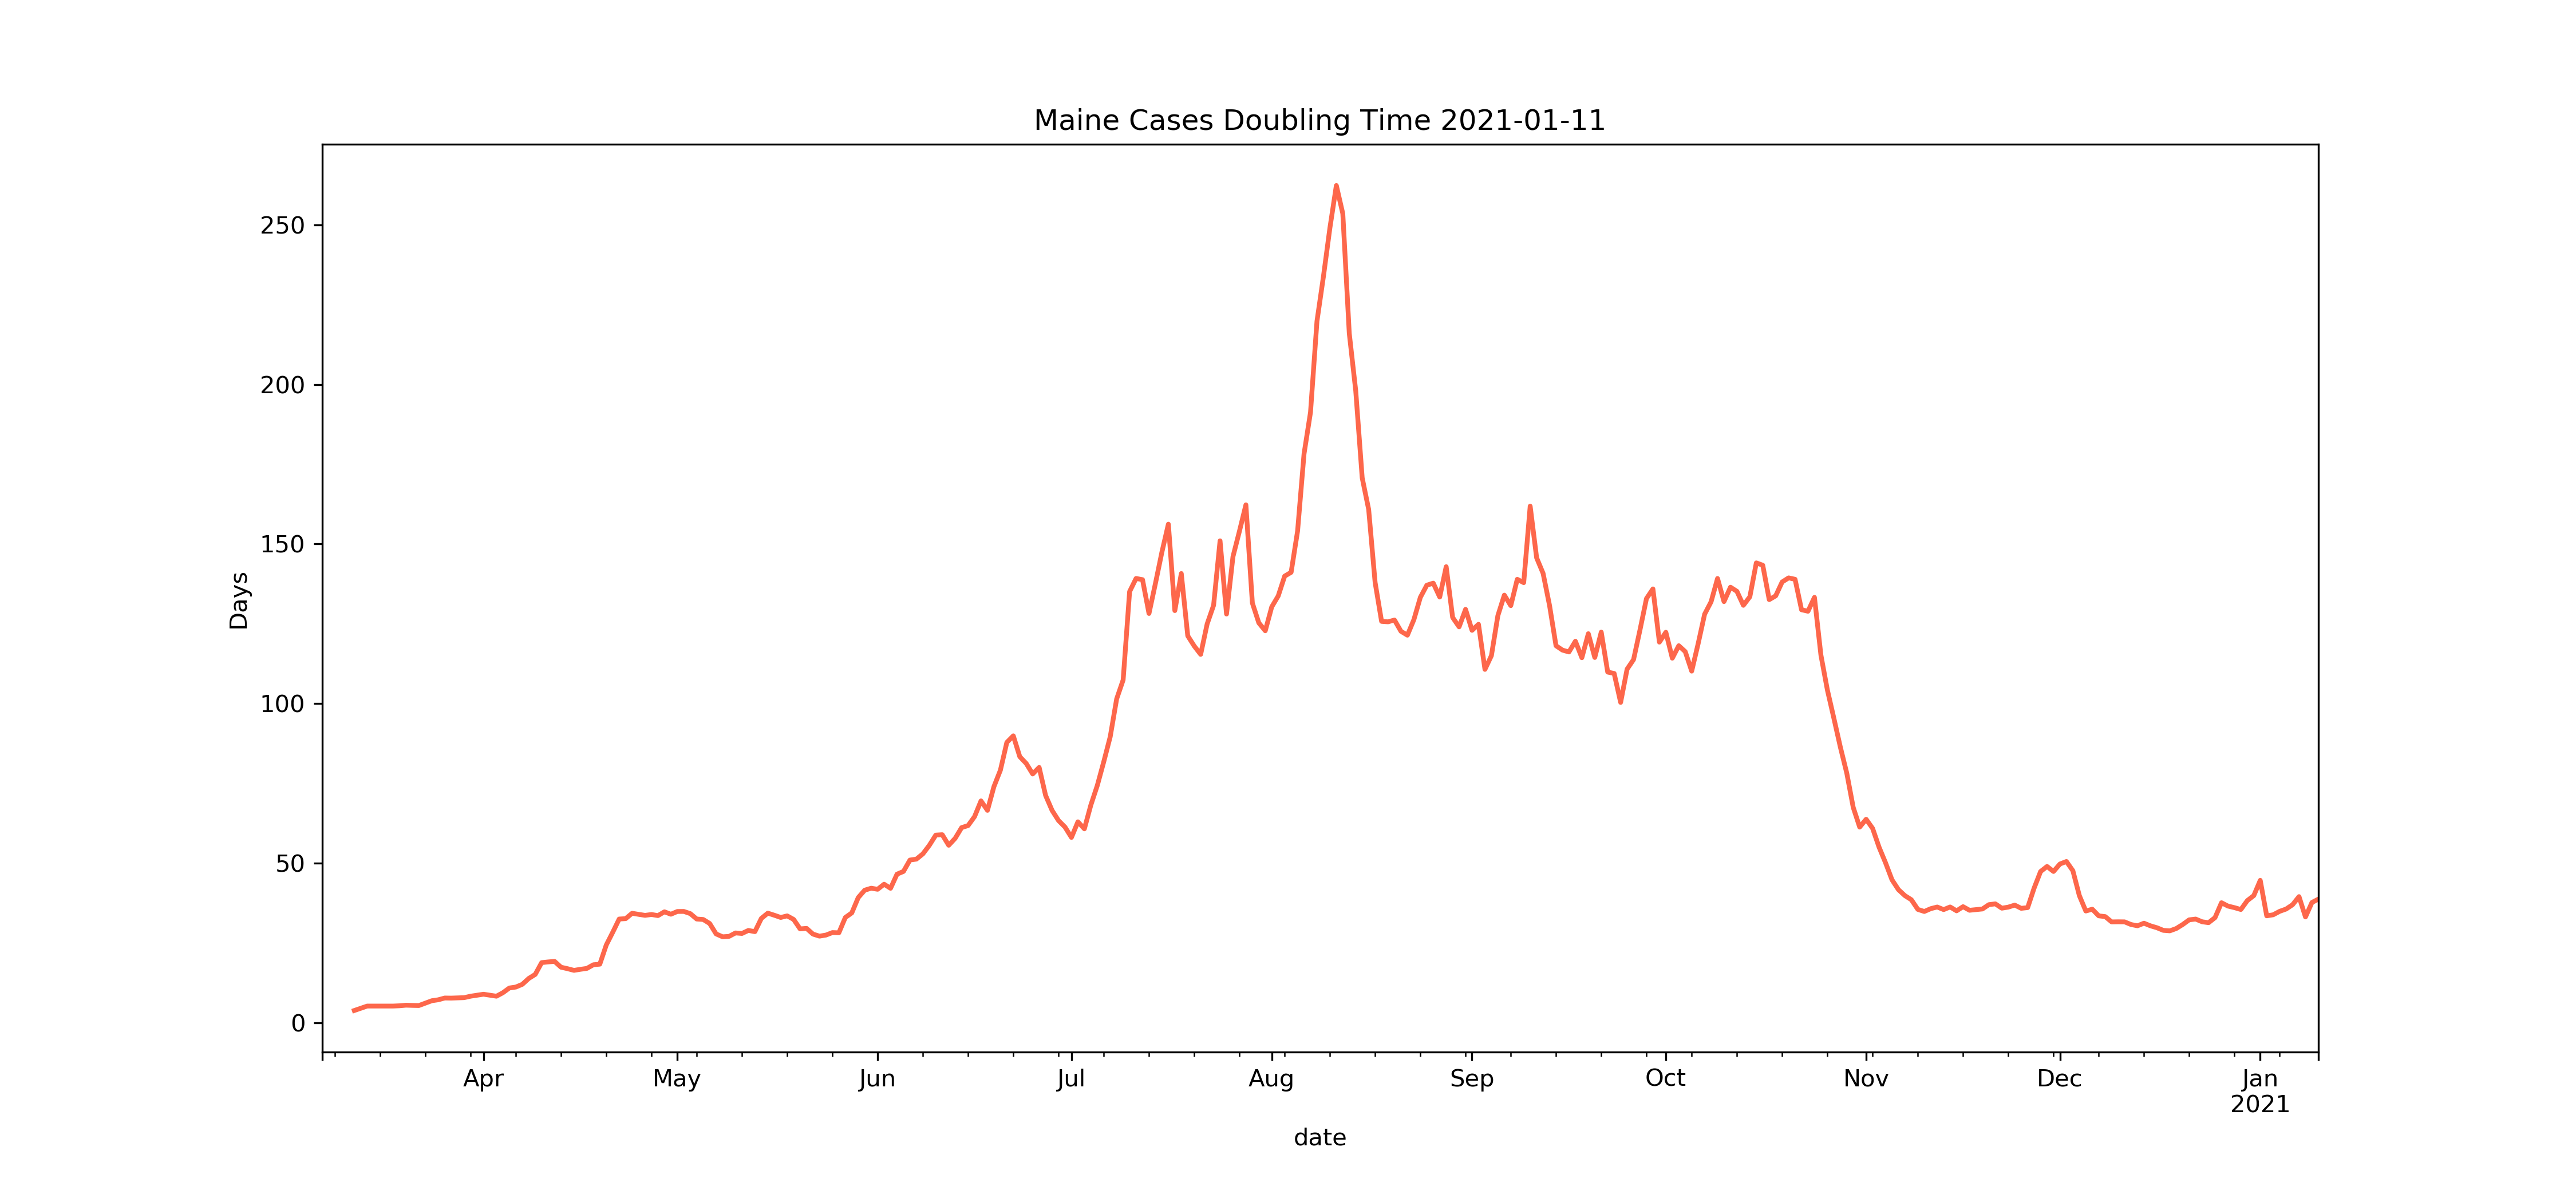 Maine Cases Doubling Time 2021-01-11
250
200
150
100
50
0
Days
Apr May Jun Jul Aug Sep Oct Nov Dec Jan
2021
date